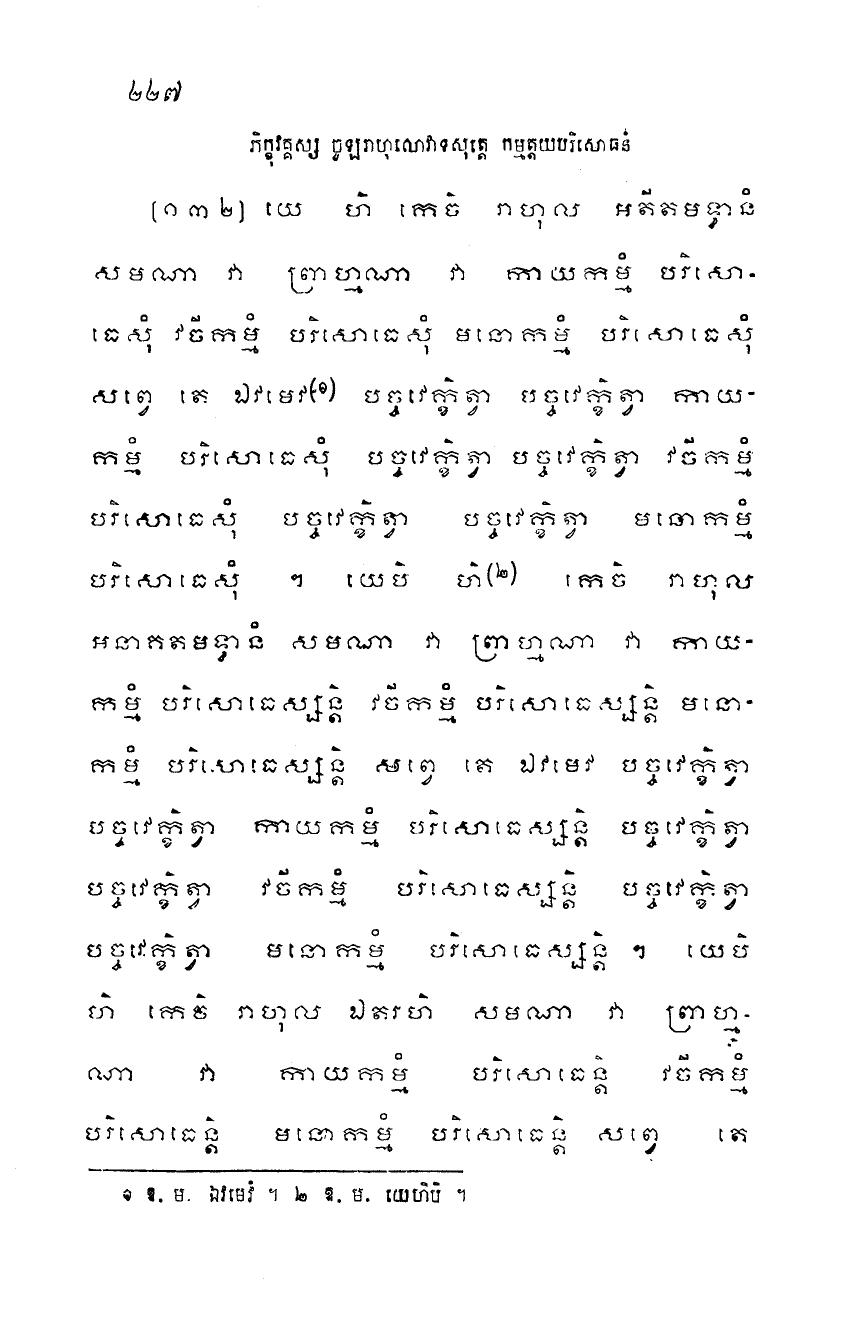 ២២៧
ភិក្ខុវគ្គស្ស ចូឡរាហុលោវាទសុត្តេ កម្មត្តយបរិសោធនំ
[១៣២] យេ ហិ កេចិ រាហុល អតីតមទ្ធានំ
សមណា វា ព្រាហ្មណា វា កាយកម្មំ បរិសោ-
ធេសុំ វចីកម្មំ បរិសោធេសុំ មនោកម្មំ បរិសោធេសុំ
សព្វេ តេ ឯវមេវ(១) បច្ចវេក្ខិត្វា បច្ចវេក្ខិត្វា កាយ-
កម្មំ បរិសោធេសុំ បច្ចវេក្ខិត្វា បច្ចវេក្ខិត្វា វចីកម្មំ
បរិសោធេសុំ បច្ចវេក្ខិត្វា បច្ចវេក្ខិត្វា មនោកម្មំ
បរិសោធេសុំ ។ យេបិ ហិ(២) កេចិ រាហុល
អនាគតមទ្ធានំ សមណា វា ព្រាហ្មណា វា កាយ-
កម្មំ បរិសោធេស្សន្តិ វចីកម្មំ បរិសោធេស្សន្តិ មនោ-
កម្មំ បរិសោធេស្សន្តិ សព្វេ តេ ឯវមេវ បច្ចវេក្ខិត្វា
បច្ចវេក្ខិត្វា កាយកម្មំ បរិសោធេស្សន្តិ បច្ចវេក្ខិត្វា
បច្ចវេក្ខិត្វា វចីកម្មំ បរិសោធេស្សន្តិ បច្ចវេក្ខិត្វា
បច្ចវេក្ខិត្វា មនោកម្មំ បរិសោធេស្សន្តិ ។ យេបិ
ហិ កេចិ រាហុល ឯតរហិ សមណា វា ព្រាហ្ម-
ណា វា កាយកម្មំ បរិសោធេន្តិ វចីកម្មំ
បរិសោធេន្តិ មនោកម្មំ បរិសោធេន្តិ សព្វេ តេ
១ ឱ. ម. ឯវមេវំ ។ ២ ឱ. ម. យេហិបិ ។